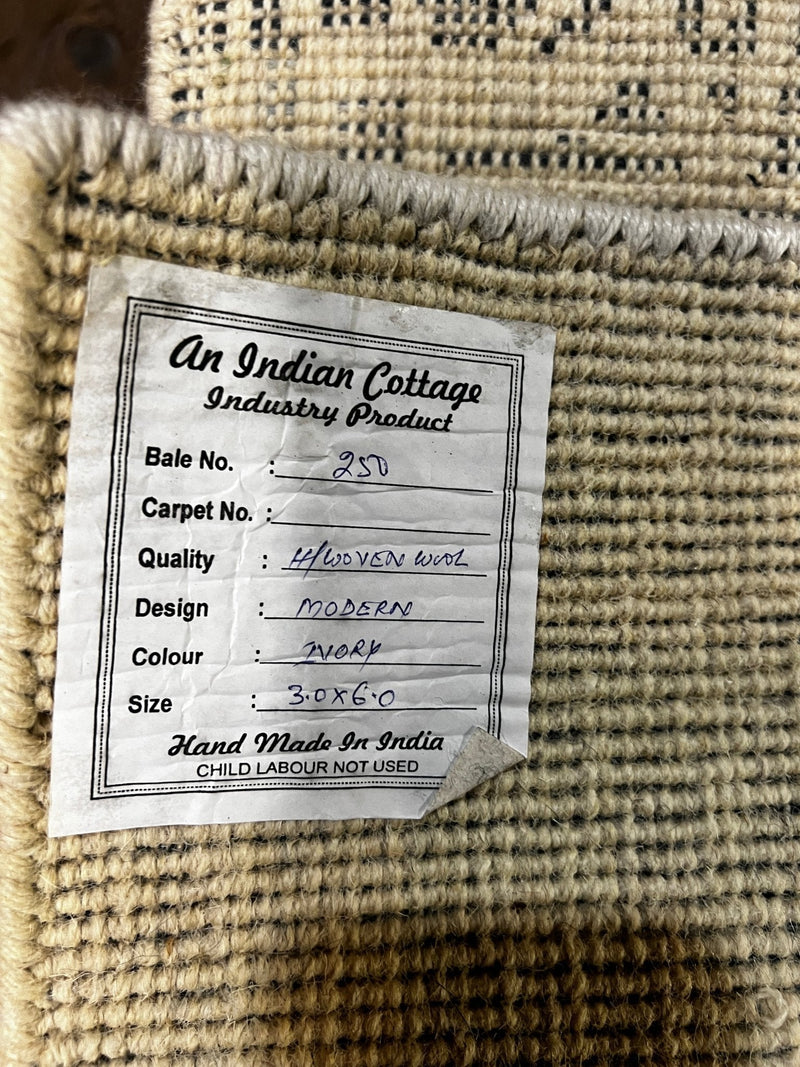 An Indian Cottage
Industry Product
Bale No. : 250
Carpet No. :
Quality : H/WOVEN WOOL
Design : MODERN
Colour : IVORY
Size : 3.0X6.0
Hand Made In India
CHILD LABOUR NOT USED